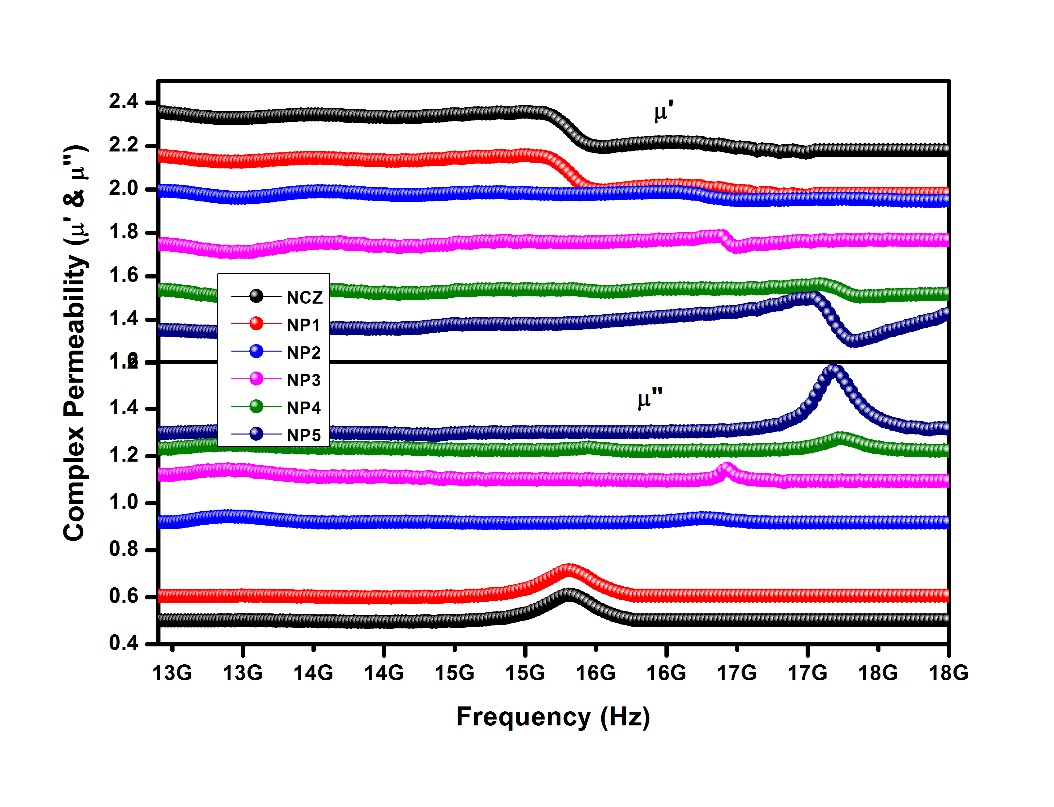 Complex Permeability (μ' & μ")
2.4
2.2
2.0
1.8
1.6
1.4
1.4
1.2
1.0
0.8
0.6
0.4
μ'
μ"
NCZ
NP1
NP2
NP3
NP4
NP5
13G 13G 14G 14G 15G 15G 16G 16G 17G 17G 18G 18G
Frequency (Hz)